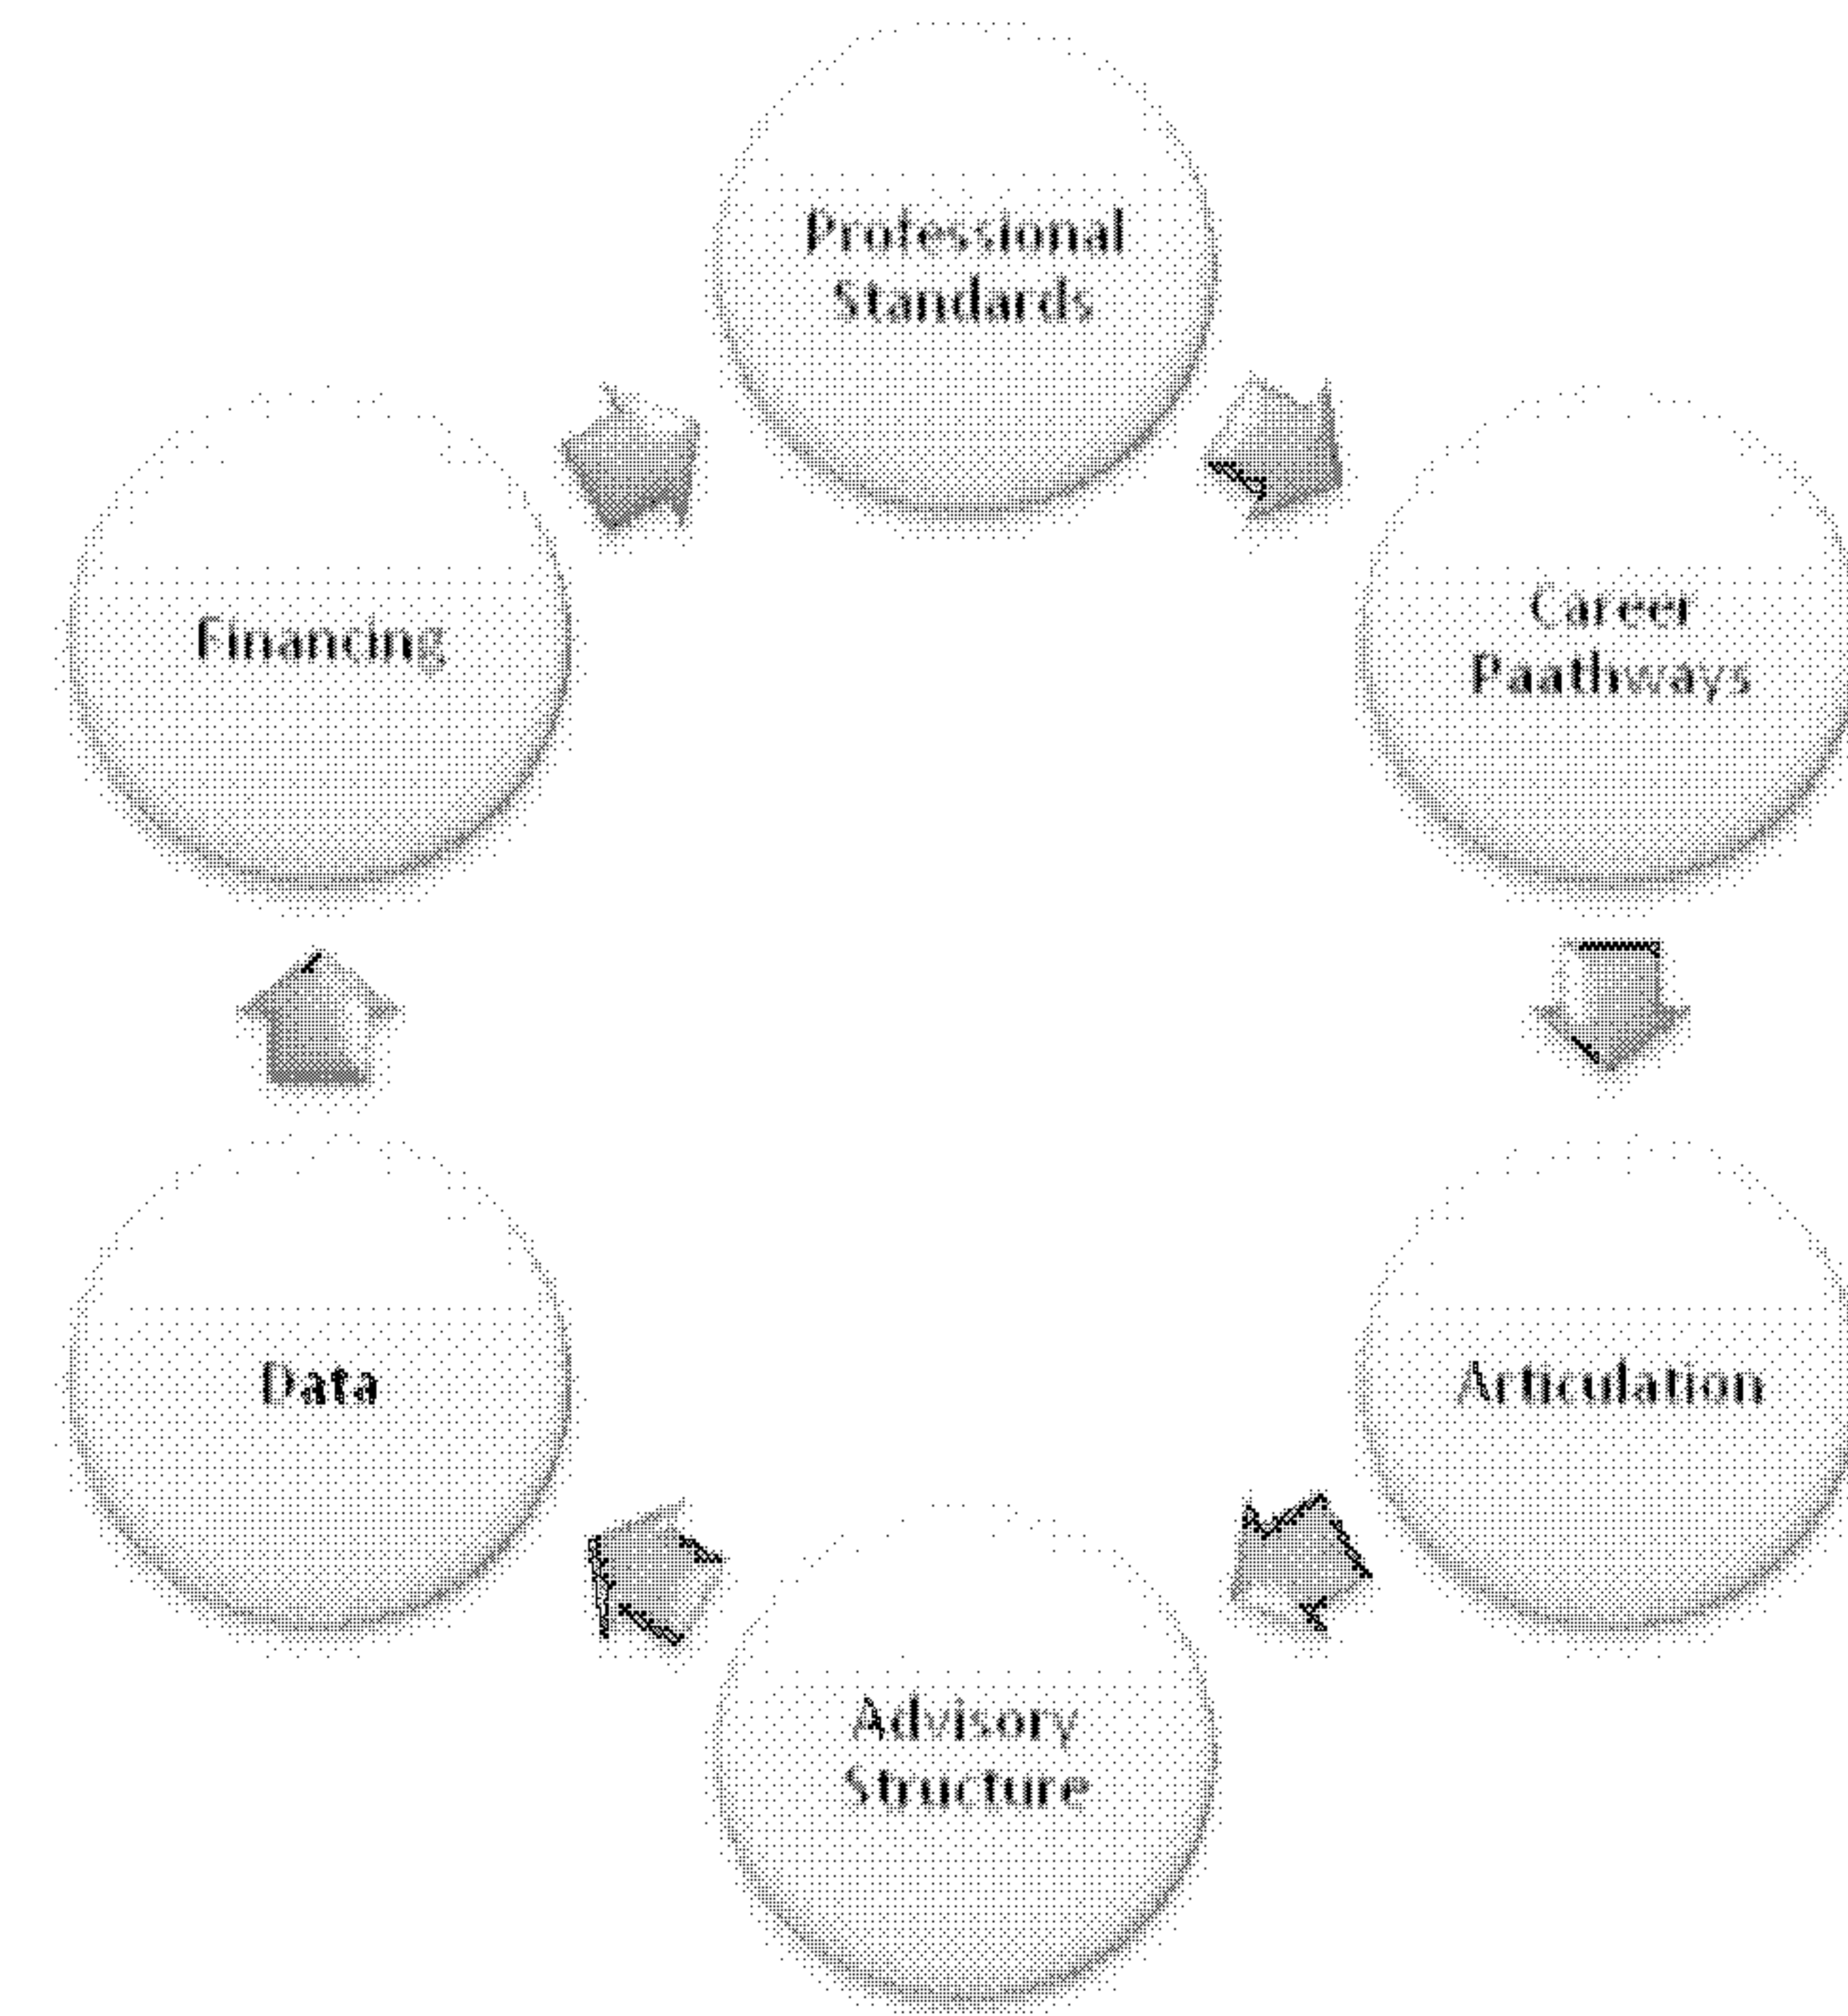 Professional
Standards
Career
Paathways
Articulation
Advisory
Structure
Data
Financing